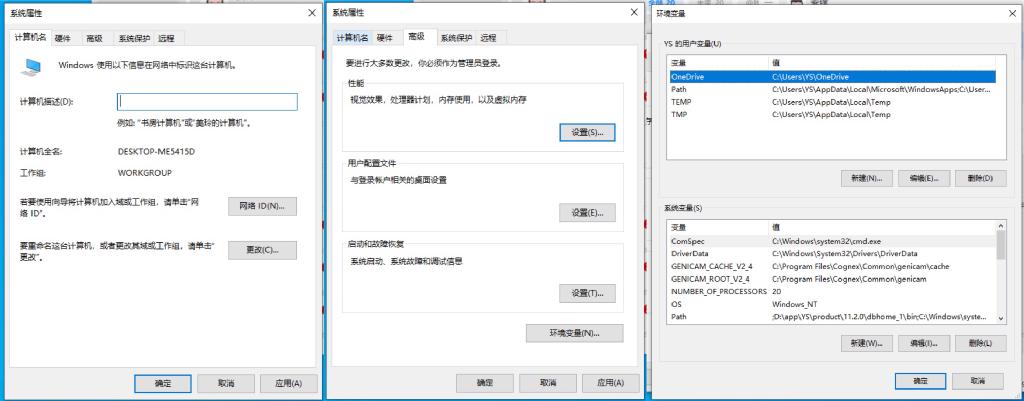 系统属性
计算机名 硬件 高级 系统保护 远程
Windows 使用以下信息在网络中标识这台计算机。
计算机描述(D):
例如: "书房计算机"或"美玲的计算机"。
计算机全名: DESKTOP-ME5415D
工作组: WORKGROUP
若要使用向导将计算机加入域或工作组，请单击"网
络 ID"。
网络 ID(N)...
要重命名这台计算机，或者更改其域或工作组，请单击"
更改"。
更改(C)...
确定 取消 应用(A)
系统属性
计算机名 硬件 高级 系统保护 远程
要进行大多数更改，你必须作为管理员登录。
性能
视觉效果，处理器计划，内存使用，以及虚拟内存
设置(S)...
用户配置文件
与登录帐户相关的桌面设置
设置(E)...
启动和故障恢复
系统启动、系统故障和调试信息
设置(T)...
环境变量(N)...
确定 取消 应用(A)
环境变量
YS 的用户变量(U)
变量 值
OneDrive C:\Users\YS\OneDrive
Path C:\Users\YS\AppData\Local\Microsoft\WindowsApps;C:\User...
TEMP C:\Users\YS\AppData\Local\Temp
TMP C:\Users\YS\AppData\Local\Temp
新建(N)... 编辑(E)... 删除(D)
系统变量(S)
变量 值
ComSpec C:\Windows\system32\cmd.exe
DriverData C:\Windows\System32\Drivers\DriverData
GENICAM_CACHE_V2_4 C:\Program Files\Cognex\Common\genicam\cache
GENICAM_ROOT_V2_4 C:\Program Files\Cognex\Common\genicam
NUMBER_OF_PROCESSORS 20
OS Windows_NT
Path ;D:\app\YS\product\11.2.0\dbhome_1\bin;C:\Windows\syste...
新建(W)... 编辑(I)... 删除(L)
确定 取消